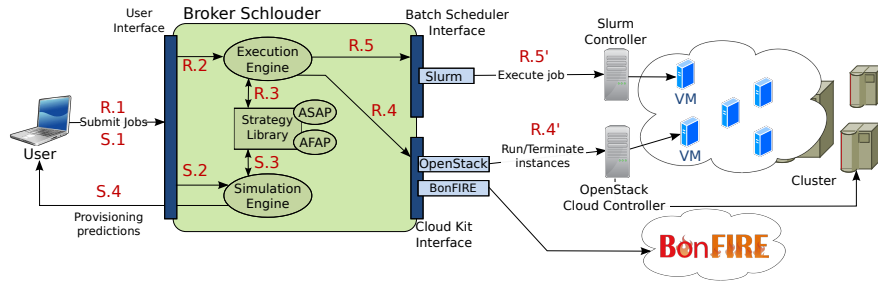 User
Interface
Broker Schlouder
Batch Scheduler
Interface
Slurm
Controller
R.2
Execution
Engine
R.5
Slurm
R.5'
Execute job
VM
R.3
R.4
R.1
Submit Jobs
S.1
User
Strategy
Library
ASAP
AFAP
R.4'
Run/Terminate
instances
VM
S.2
S.3
OpenStack
BonFIRE
S.4
Simulation
Engine
Provisioning
predictions
Cloud Kit
Interface
OpenStack
Cloud Controller
Cluster
BonFIRE